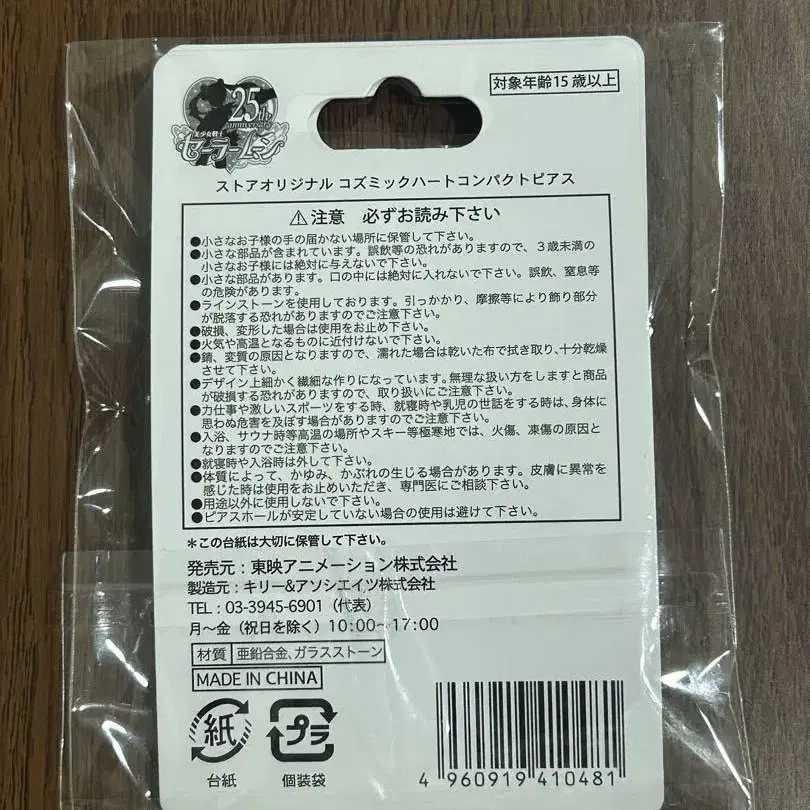 25th
anniversary
美少女戦士
セーラームーン
対象年齢15歳以上
ストアオリジナル コズミックハートコンパクトピアス
⚠注意 必ずお読み下さい
●小さなお子様の手の届かない場所に保管して下さい。
●小さな部品が含まれています。誤飲等の恐れがありますので、３歳未満の
小さなお子様には絶対に与えないで下さい。
●小さな部品があります。口の中には絶対に入れないで下さい。誤飲、窒息等
の危険があります。
●ラインストーンを使用しております。引っかかり、摩擦等により飾り部分
が脱落する恐れがありますのでご注意下さい。
●破損、変形した場合は使用をお止め下さい。
●火気や高温となるものに近付けないで下さい。
●錆、変質の原因となりますので、濡れた場合は乾いた布で拭き取り、十分乾燥
させて下さい。
●デザイン上細かく繊細な作りになっています。無理な扱い方をしますと商品
が破損する恐れがありますので、取り扱いにご注意下さい。
●力仕事や激しいスポーツをする時、就寝時や乳児の世話をする時は、身体に
思わぬ危害を及ぼす場合がありますのでご注意下さい。
●入浴、サウナ時等高温の場所やスキー等極寒地では、火傷、凍傷の原因と
なりますのでご注意下さい。
●就寝時や入浴時は外して下さい。
●体質によって、かゆみ、かぶれの生じる場合があります。皮膚に異常を
感じた時は使用をお止めいただき、専門医にご相談下さい。
●用途以外に使用しないで下さい。
●ピアスホールが安定していない場合の使用は避けて下さい。
＊この台紙は大切に保管して下さい。
発売元：東映アニメーション株式会社
製造元：キリー&アソシエイツ株式会社
TEL：03-3945-6901（代表）
月～金（祝日を除く）10:00～17:00
材質 亜鉛合金、ガラスストーン
MADE IN CHINA
紙
台紙
プラ
個装袋
4 960919 410481